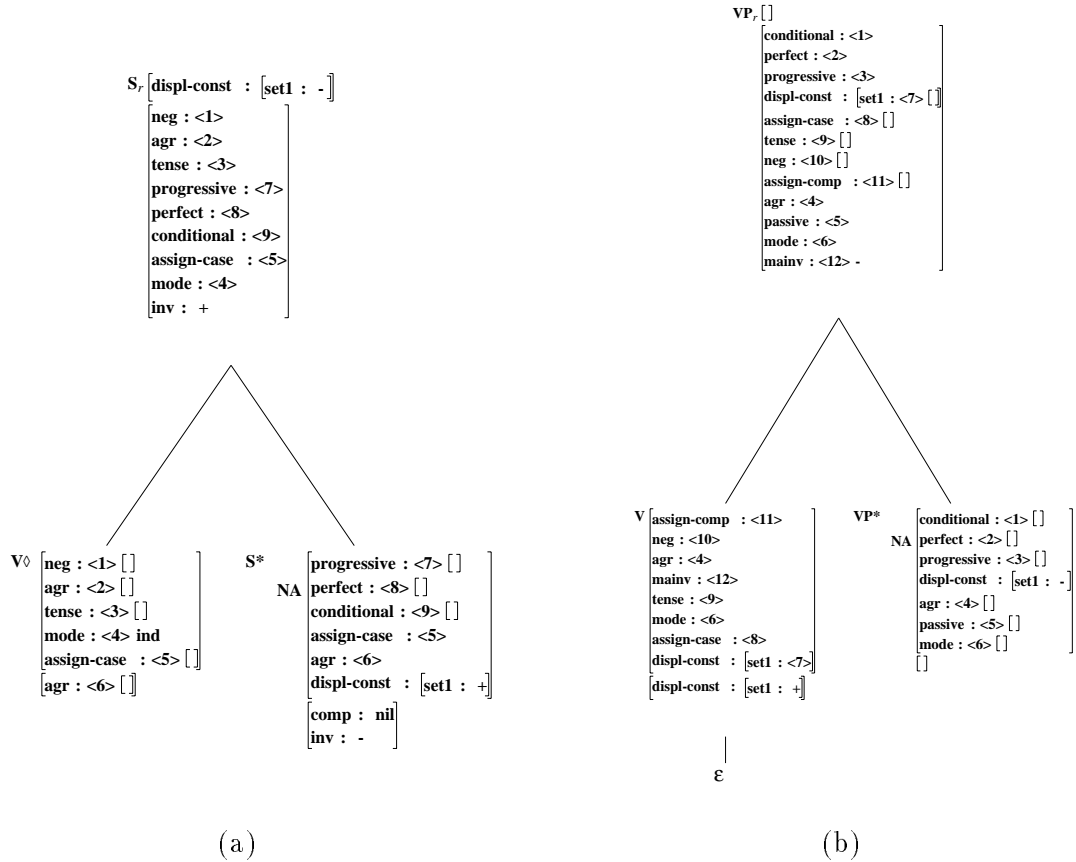 S_r [displ-const : [set1 : -]]
[neg : <1>
agr : <2>
tense : <3>
progressive : <7>
perfect : <8>
conditional : <9>
assign-case : <5>
mode : <4>
inv : +]
V◊ [neg : <1> []
agr : <2> []
tense : <3> []
mode : <4> ind
assign-case : <5> []]
[agr : <6> []]
S*
NA
[progressive : <7> []
perfect : <8> []
conditional : <9> []
assign-case : <5>
agr : <6>
displ-const : [set1 : +]]
[comp : nil
inv : -]
(a)
VP_r []
[conditional : <1>
perfect : <2>
progressive : <3>
displ-const : [set1 : <7> []]
assign-case : <8> []
tense : <9> []
neg : <10> []
assign-comp : <11> []
agr : <4>
passive : <5>
mode : <6>
mainv : <12> -]
V [assign-comp : <11>
neg : <10>
agr : <4>
mainv : <12>
tense : <9>
mode : <6>
assign-case : <8>
displ-const : [set1 : <7>]]
[displ-const : [set1 : +]]
ε
VP*
NA
[conditional : <1> []
perfect : <2> []
progressive : <3> []
displ-const : [set1 : -]
agr : <4> []
passive : <5> []
mode : <6> []]
[]
(b)